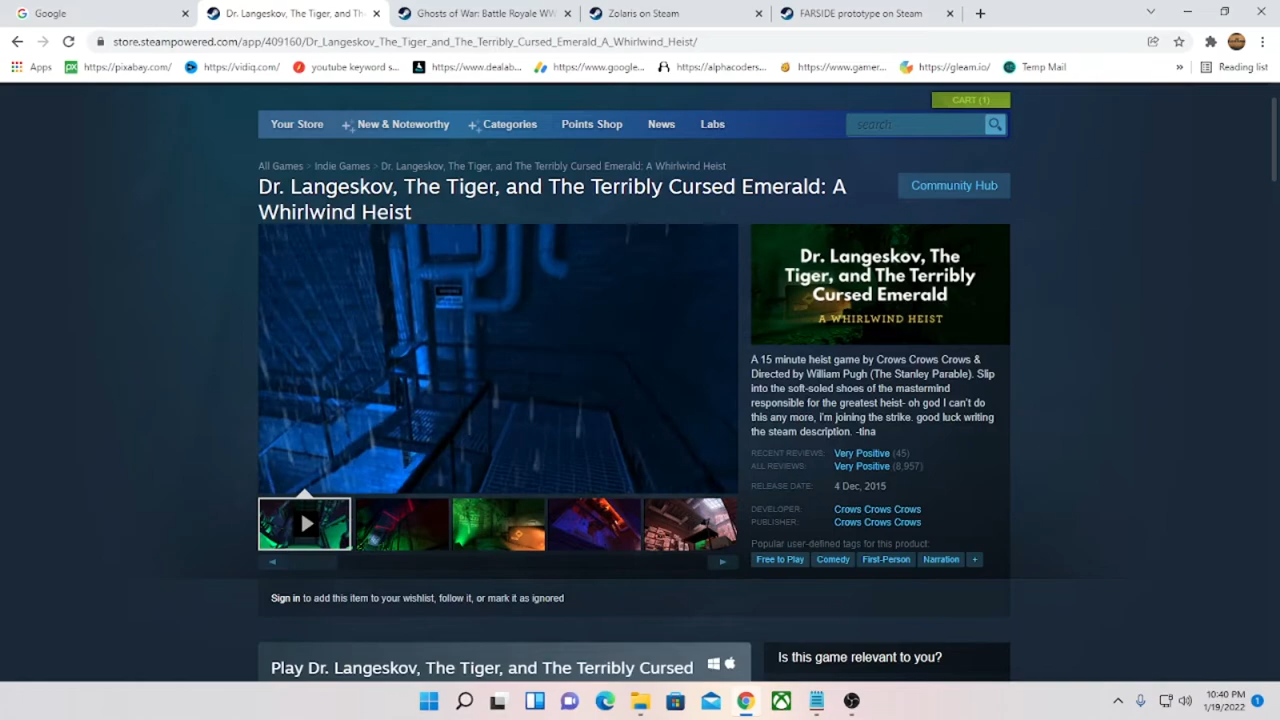 Google
Dr. Langeskov, The Tiger, and Th
Ghosts of War: Battle Royale WW
Zolaris on Steam
FARSIDE prototype on Steam
store.steampowered.com/app/409160/Dr_Langeskov_The_Tiger_and_The_Terribly_Cursed_Emerald_A_Whirlwind_Heist/
Apps
https://pixabay.com/
https://vidiq.com/
youtube keyword s...
https://www.dealab...
https://www.google...
https://alphacoders...
https://www.gamer...
https://gleam.io/
Temp Mail
»
Reading list
CART (1)
Your Store
New & Noteworthy
Categories
Points Shop
News
Labs
search
All Games > Indie Games > Dr. Langeskov, The Tiger, and The Terribly Cursed Emerald: A Whirlwind Heist
Dr. Langeskov, The Tiger, and The Terribly Cursed Emerald: A
Whirlwind Heist
Community Hub
Dr. Langeskov, The
Tiger, and The Terribly
Cursed Emerald
A WHIRLWIND HEIST
A 15 minute heist game by Crows Crows Crows &
Directed by William Pugh (The Stanley Parable). Slip
into the soft-soled shoes of the mastermind
responsible for the greatest heist- oh god I can't do
this any more, i'm joining the strike. good luck writing
the steam description. -tina
RECENT REVIEWS: Very Positive (45)
ALL REVIEWS: Very Positive (8,957)
RELEASE DATE: 4 Dec, 2015
DEVELOPER: Crows Crows Crows
PUBLISHER: Crows Crows Crows
Popular user-defined tags for this product:
Free to Play
Comedy
First-Person
Narration
+
Sign in to add this item to your wishlist, follow it, or mark it as ignored
Play Dr. Langeskov, The Tiger, and The Terribly Cursed
Is this game relevant to you?
10:40 PM
1/19/2022
1